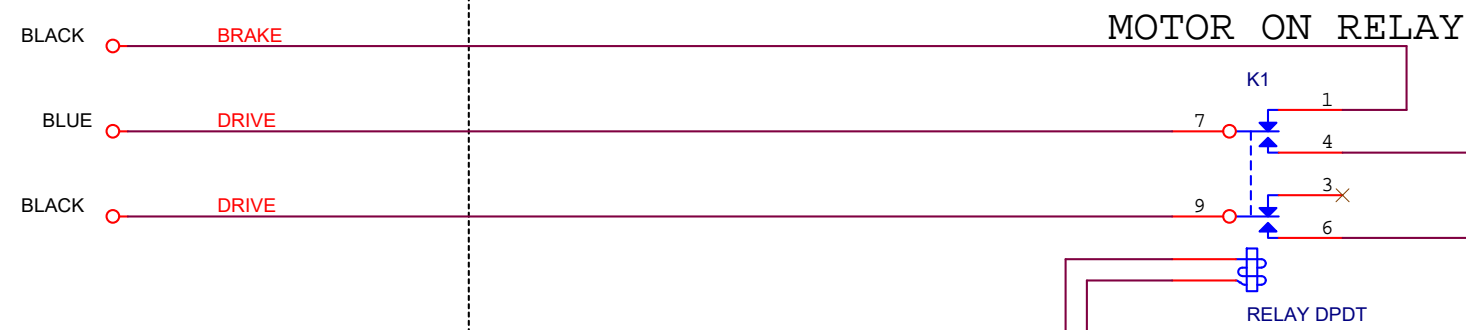 MOTOR ON RELAY
BLACK BRAKE
K1
1
BLUE DRIVE 7
4
3
BLACK DRIVE 9
6
RELAY DPDT